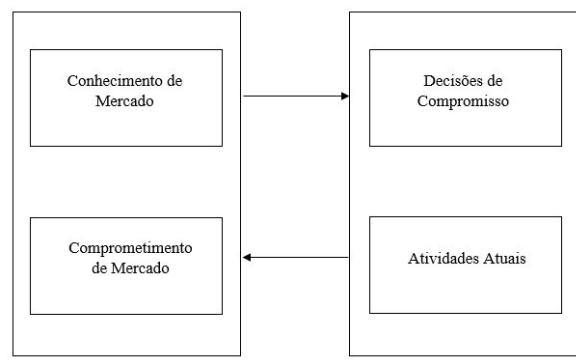 Conhecimento de
Mercado
Decisões de
Compromisso
Comprometimento
de Mercado
Atividades Atuais